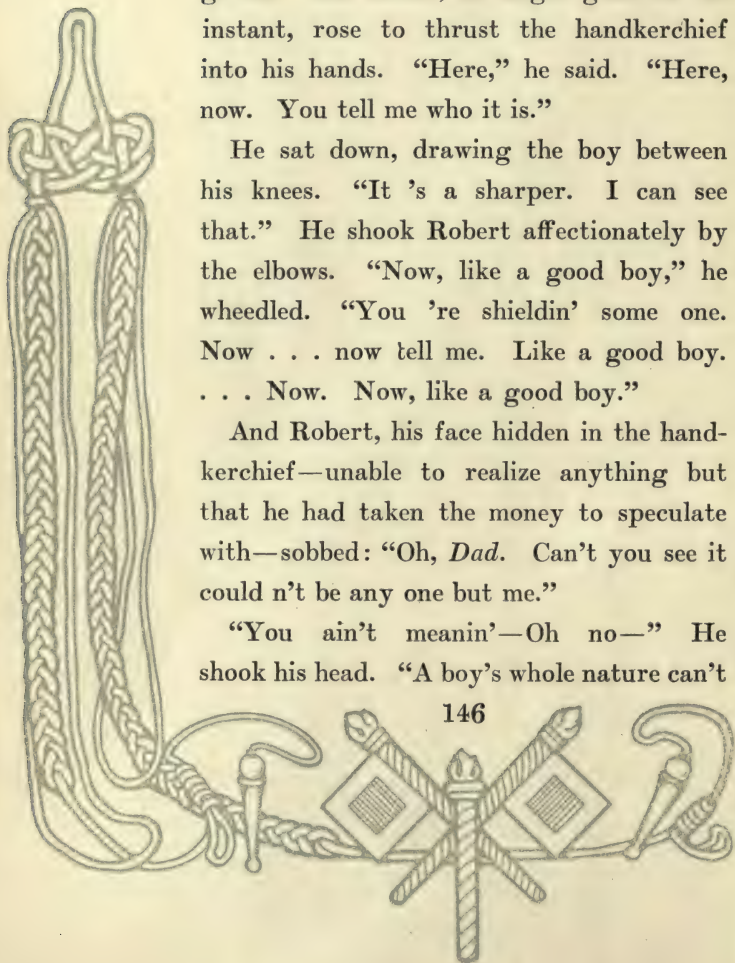 instant, rose to thrust the handkerchief
into his hands. “Here,” he said. “Here,
now. You tell me who it is.”
He sat down, drawing the boy between
his knees. “It ’s a sharper. I can see
that.” He shook Robert affectionately by
the elbows. “Now, like a good boy,” he
wheedled. “You ’re shieldin’ some one.
Now . . . now tell me. Like a good boy.
. . . Now. Now, like a good boy.”
And Robert, his face hidden in the hand-
kerchief—unable to realize anything but
that he had taken the money to speculate
with—sobbed: “Oh, Dad. Can’t you see it
could n’t be any one but me.”
“You ain’t meanin’—Oh no—” He
shook his head. “A boy’s whole nature can’t
146